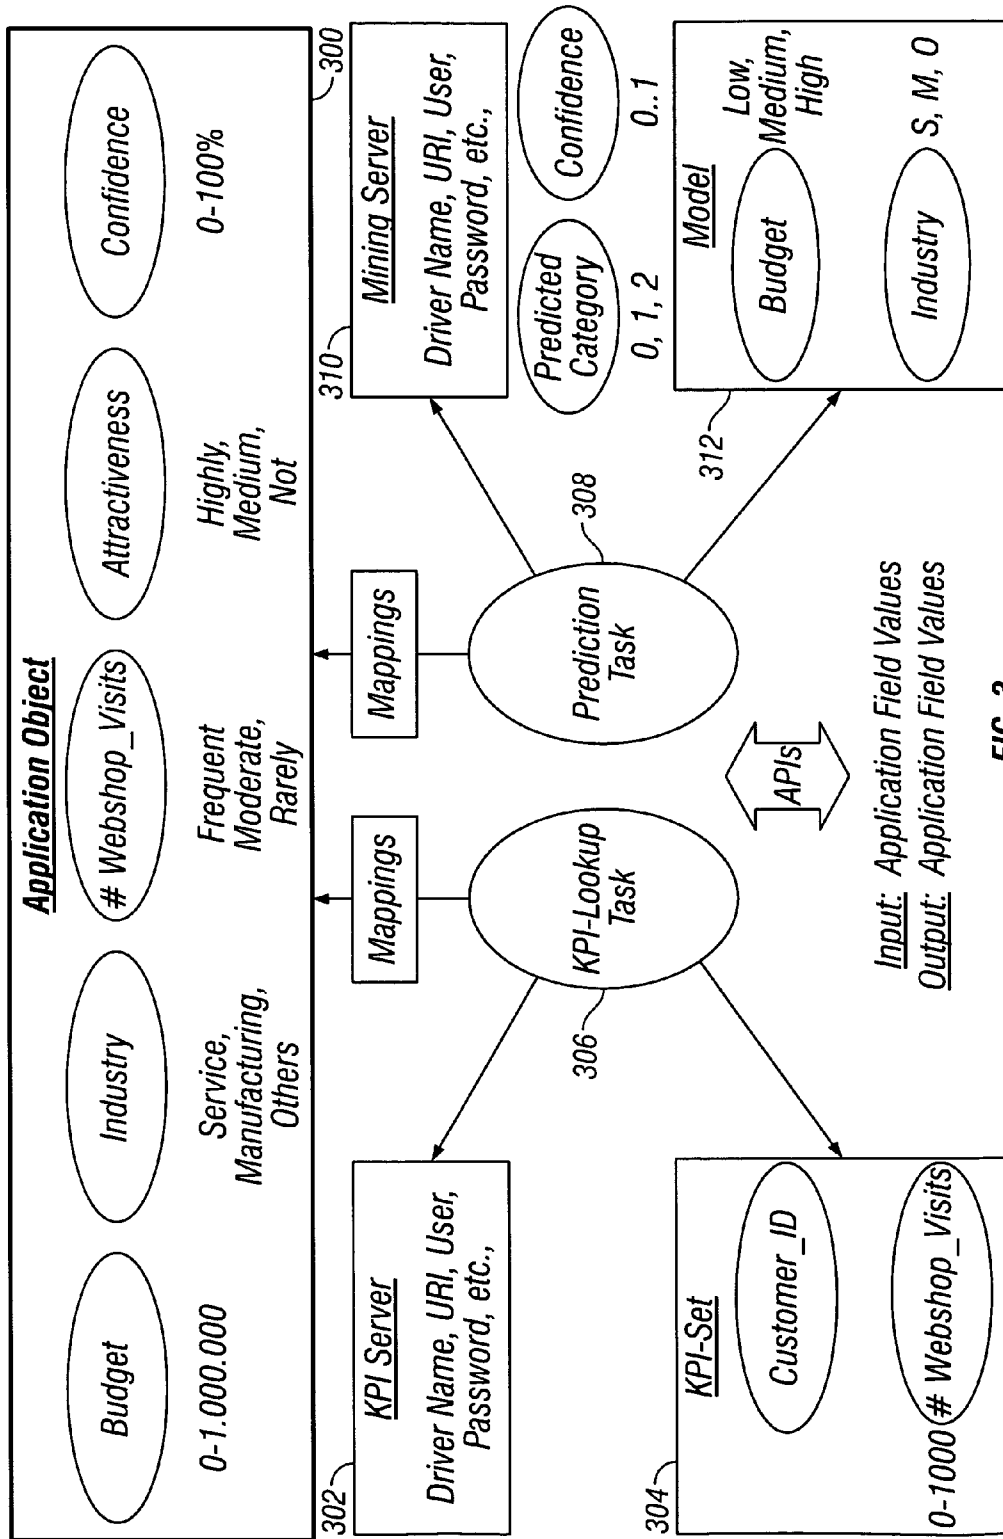 Application Object
Budget
0-1.000.000
Industry
Service,
Manufacturing,
Others
# Webshop_Visits
Frequent
Moderate,
Rarely
Attractiveness
Highly,
Medium,
Not
Confidence
0-100%
300
302
KPI Server
Driver Name, URI, User,
Password, etc.,
Mappings
Mappings
310
Mining Server
Driver Name, URI, User,
Password, etc.,
306
KPI-Lookup
Task
Prediction
Task
308
Predicted
Category
0, 1, 2
Confidence
0..1
304
KPI-Set
Customer_ID
0-1000 # Webshop_Visits
APIs
Input: Application Field Values
Output: Application Field Values
312
Model
Budget
Low,
Medium,
High
Industry
S, M, O
FIG. 3